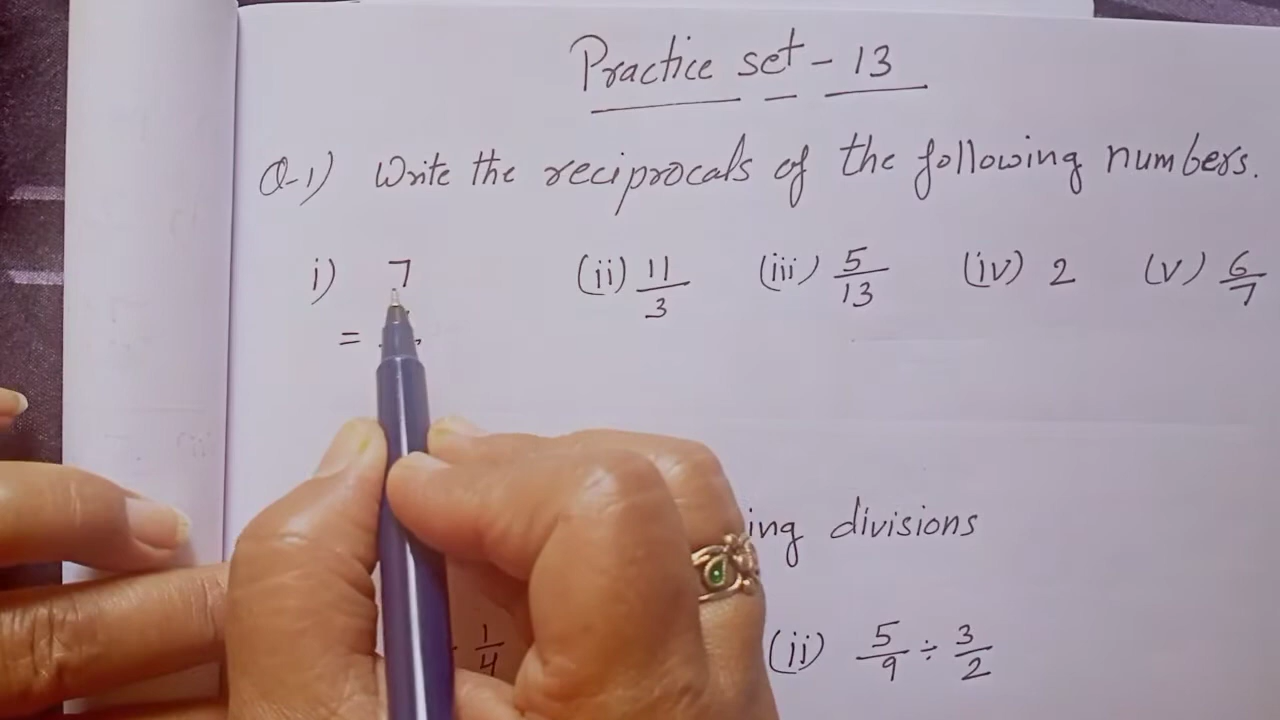 Practice set - 13
Q-1) Write the reciprocals of the following numbers.
i) 7 (ii) 11/3 (iii) 5/13 (iv) 2 (v) 6/7
=
divisions
1/4 (ii) 5/9 ÷ 3/2